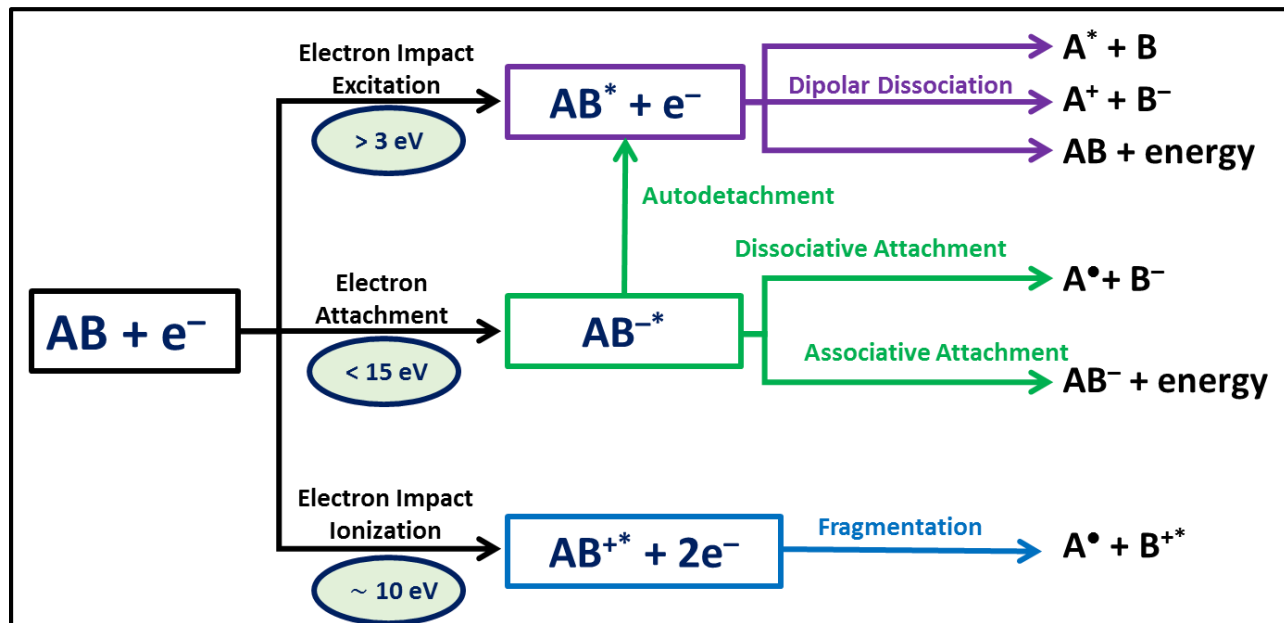 Electron Impact
Excitation
> 3 eV
AB* + e⁻
Dipolar Dissociation
A* + B
A⁺ + B⁻
AB + energy
Autodetachment
AB + e⁻
Electron
Attachment
< 15 eV
AB⁻*
Dissociative Attachment
A•+ B⁻
Associative Attachment
AB⁻ + energy
Electron Impact
Ionization
~ 10 eV
AB⁺* + 2e⁻
Fragmentation
A• + B⁺*